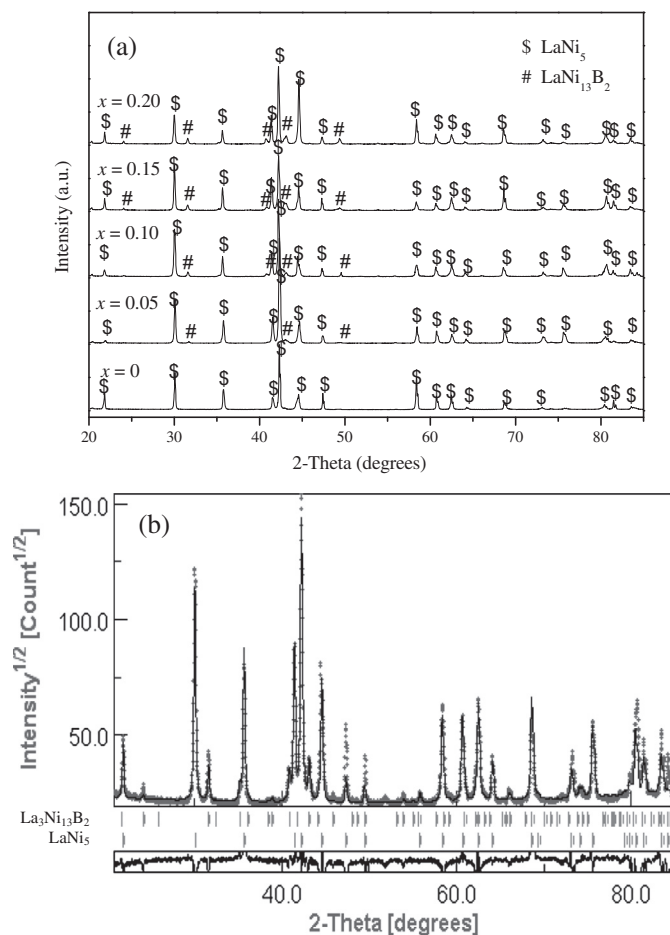 (a)
$ LaNi5
# LaNi13B2
x = 0.20
$ # $ # $ # $ $ # $ $ # $ $ $ $ $ $ $ $ $ $
x = 0.15
$ # $ # $ # $ $ # $ $ # $ $ $ $ $ $ $ $ $ $
x = 0.10
$ $ # $ # $ $ # $ $ # $ $ $ $ $ $ $ $ $ $
x = 0.05
$ $ # $ $ $ # $ $ # $ $ $ $ $ $ $ $ $
x = 0
$ $ $ $ $ $ $ $ $ $ $ $ $ $ $ $
Intensity (a.u.)
20 30 40 50 60 70 80
2-Theta (degrees)
(b)
150.0
100.0
50.0
Intensity1/2 [Count1/2]
La3Ni13B2
LaNi5
40.0 60.0 80.0
2-Theta [degrees]